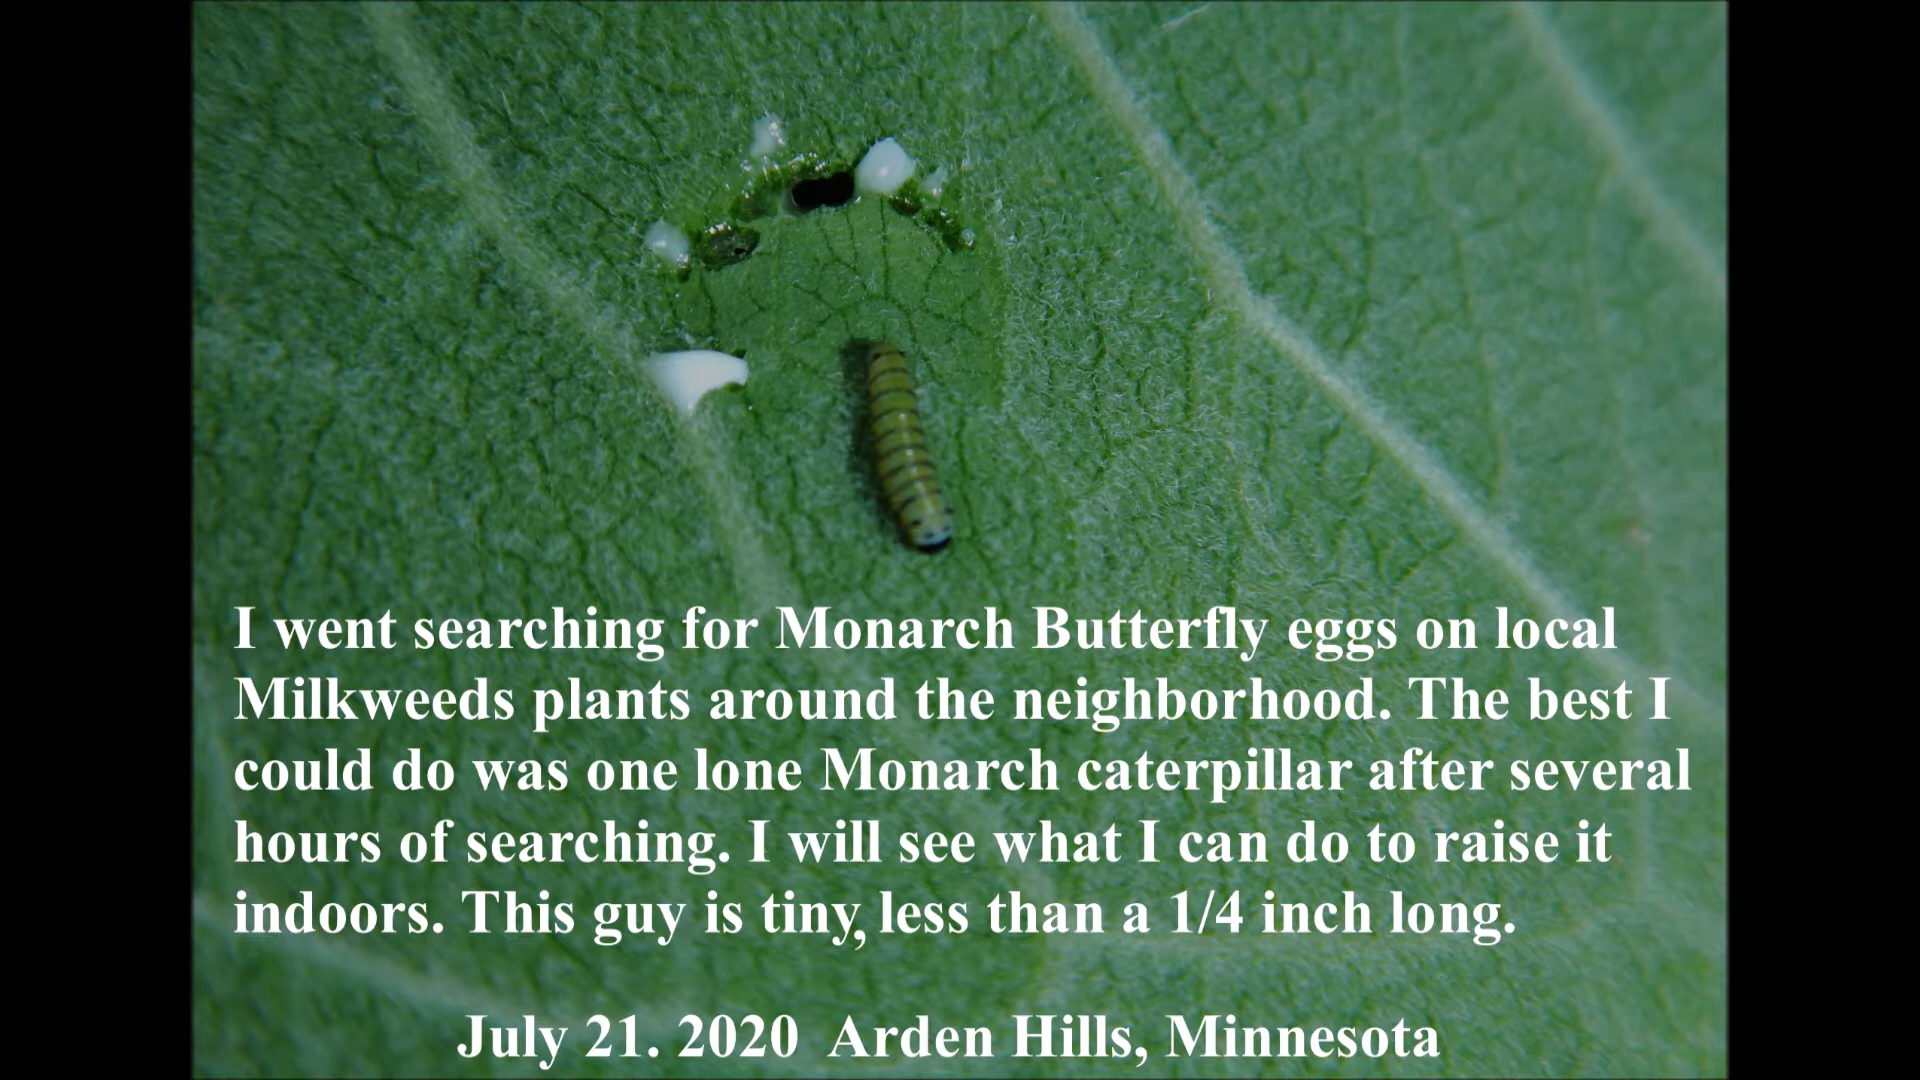 I went searching for Monarch Butterfly eggs on local
Milkweeds plants around the neighborhood. The best I
could do was one lone Monarch caterpillar after several
hours of searching. I will see what I can do to raise it
indoors. This guy is tiny, less than a 1/4 inch long.
July 21. 2020 Arden Hills, Minnesota